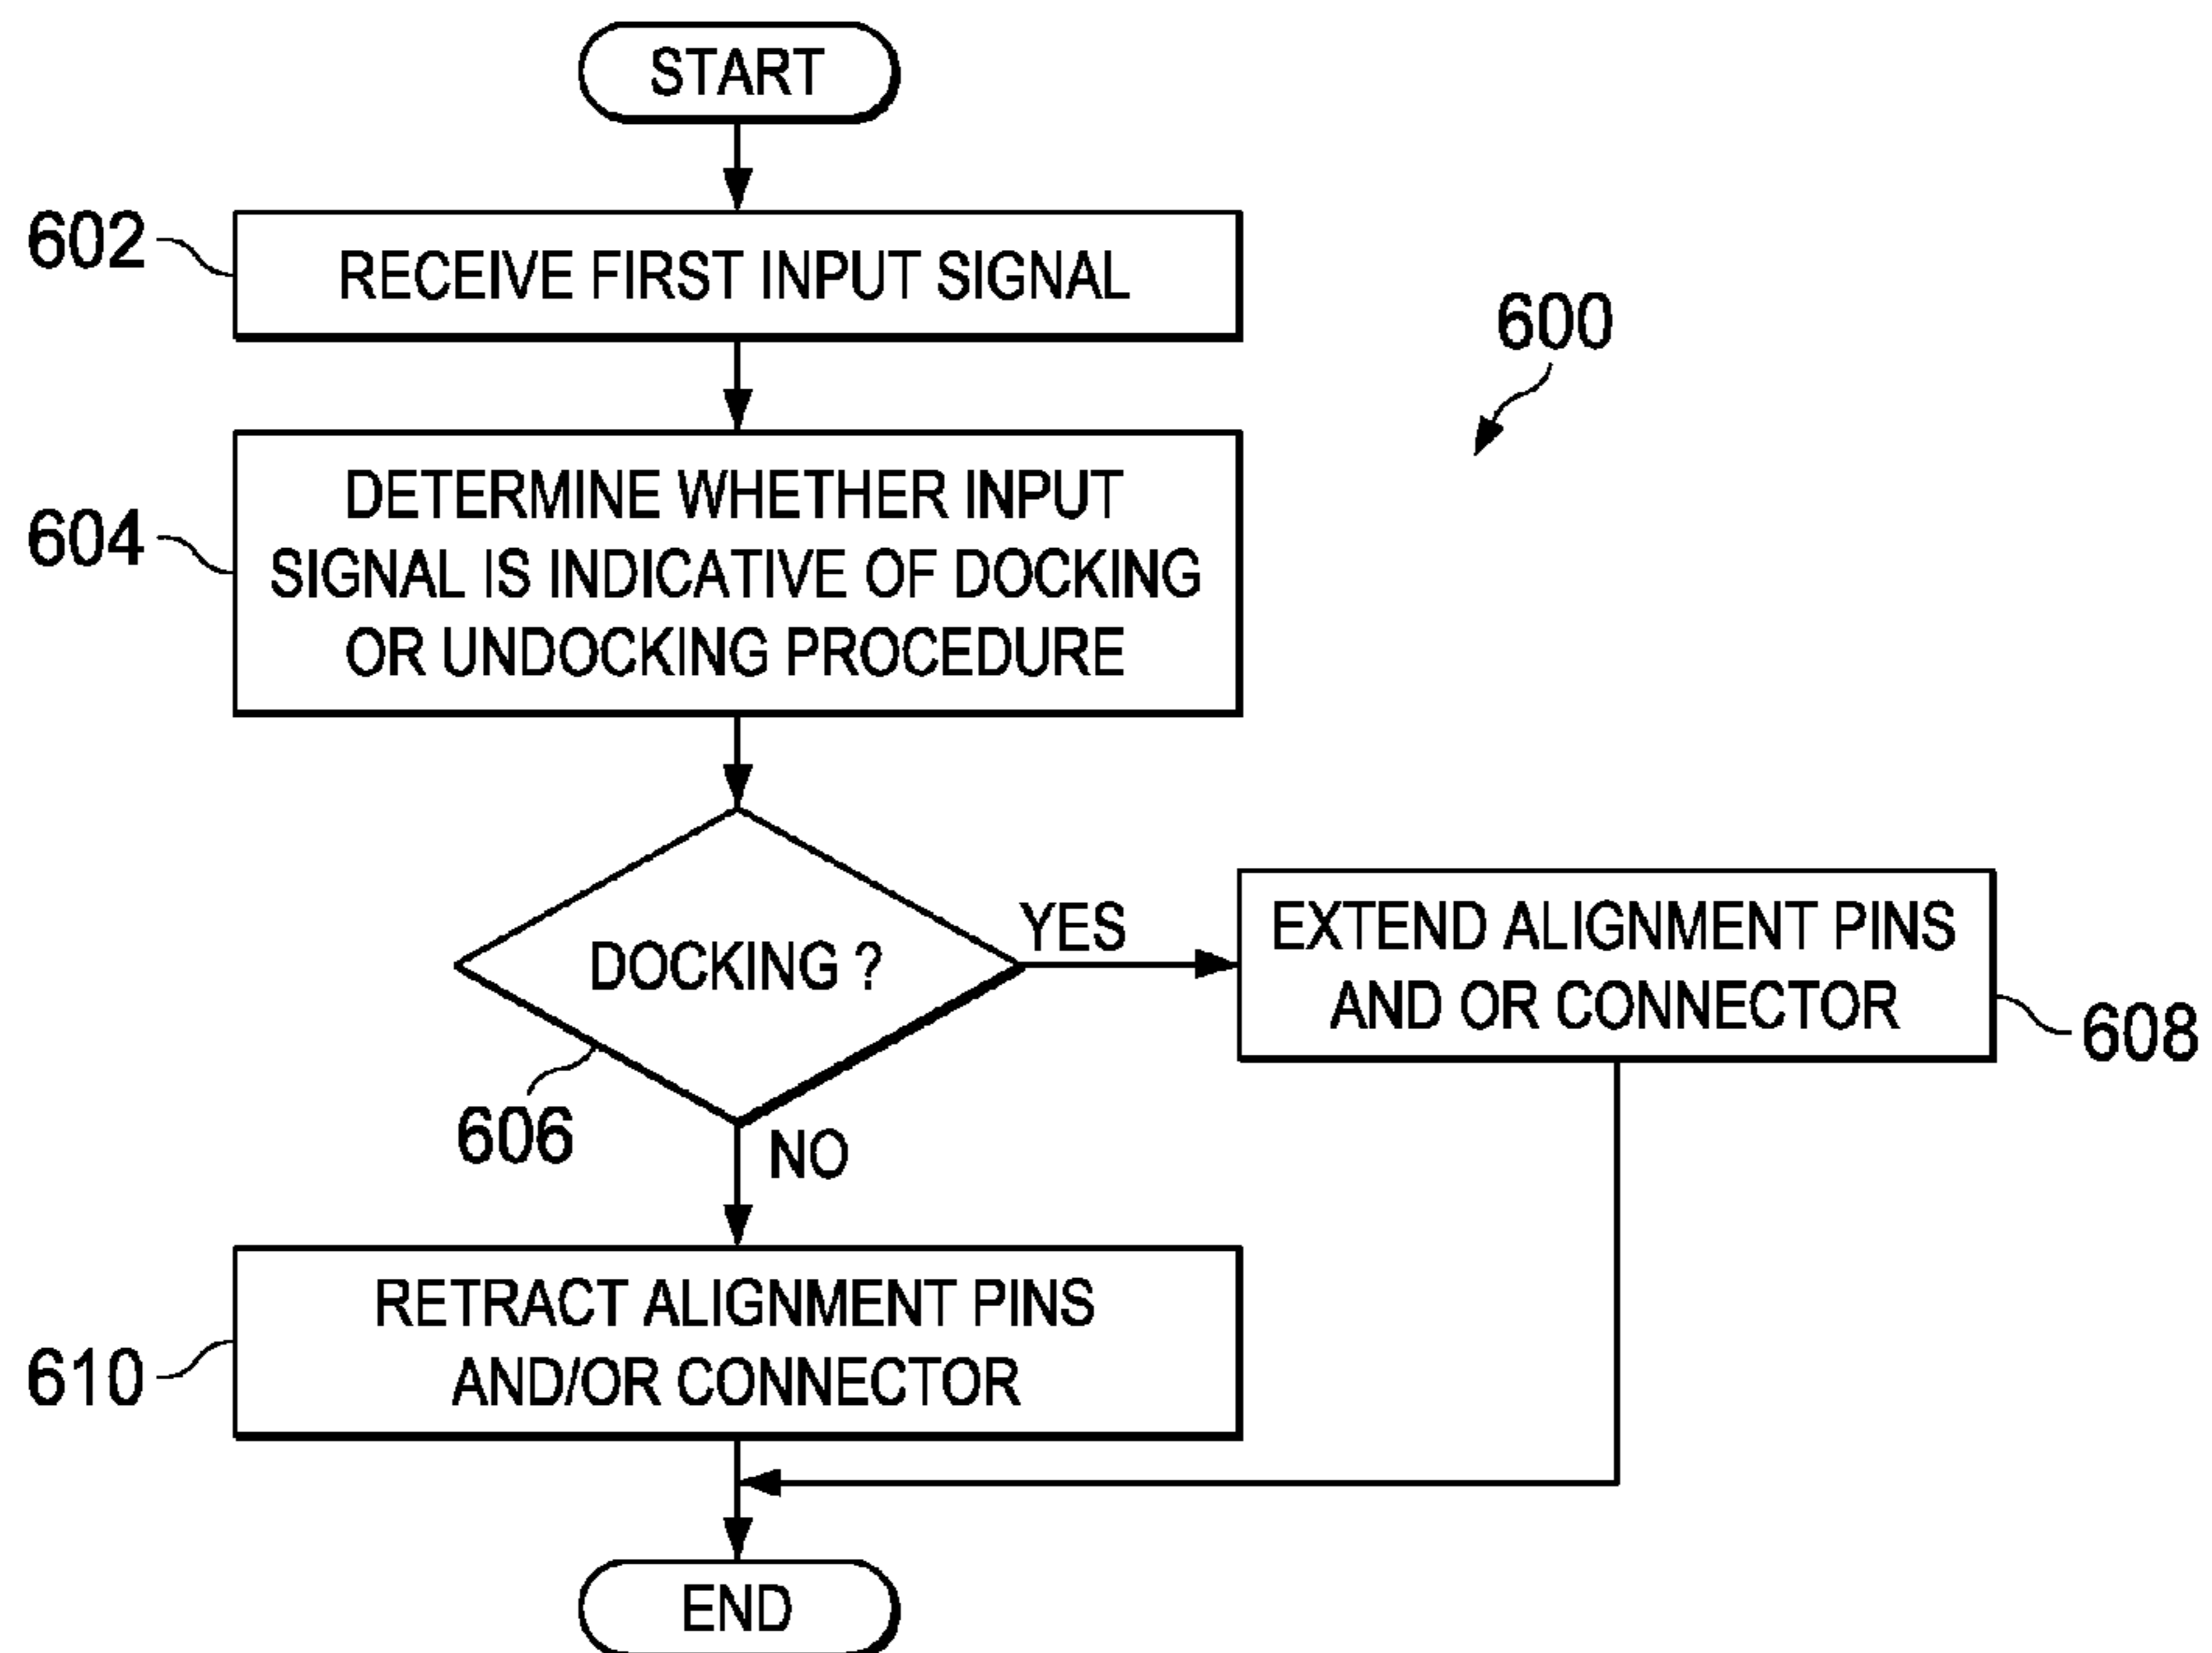 START
602
RECEIVE FIRST INPUT SIGNAL
600
604
DETERMINE WHETHER INPUT
SIGNAL IS INDICATIVE OF DOCKING
OR UNDOCKING PROCEDURE
DOCKING ?
YES
606
NO
EXTEND ALIGNMENT PINS
AND OR CONNECTOR
608
610
RETRACT ALIGNMENT PINS
AND/OR CONNECTOR
END